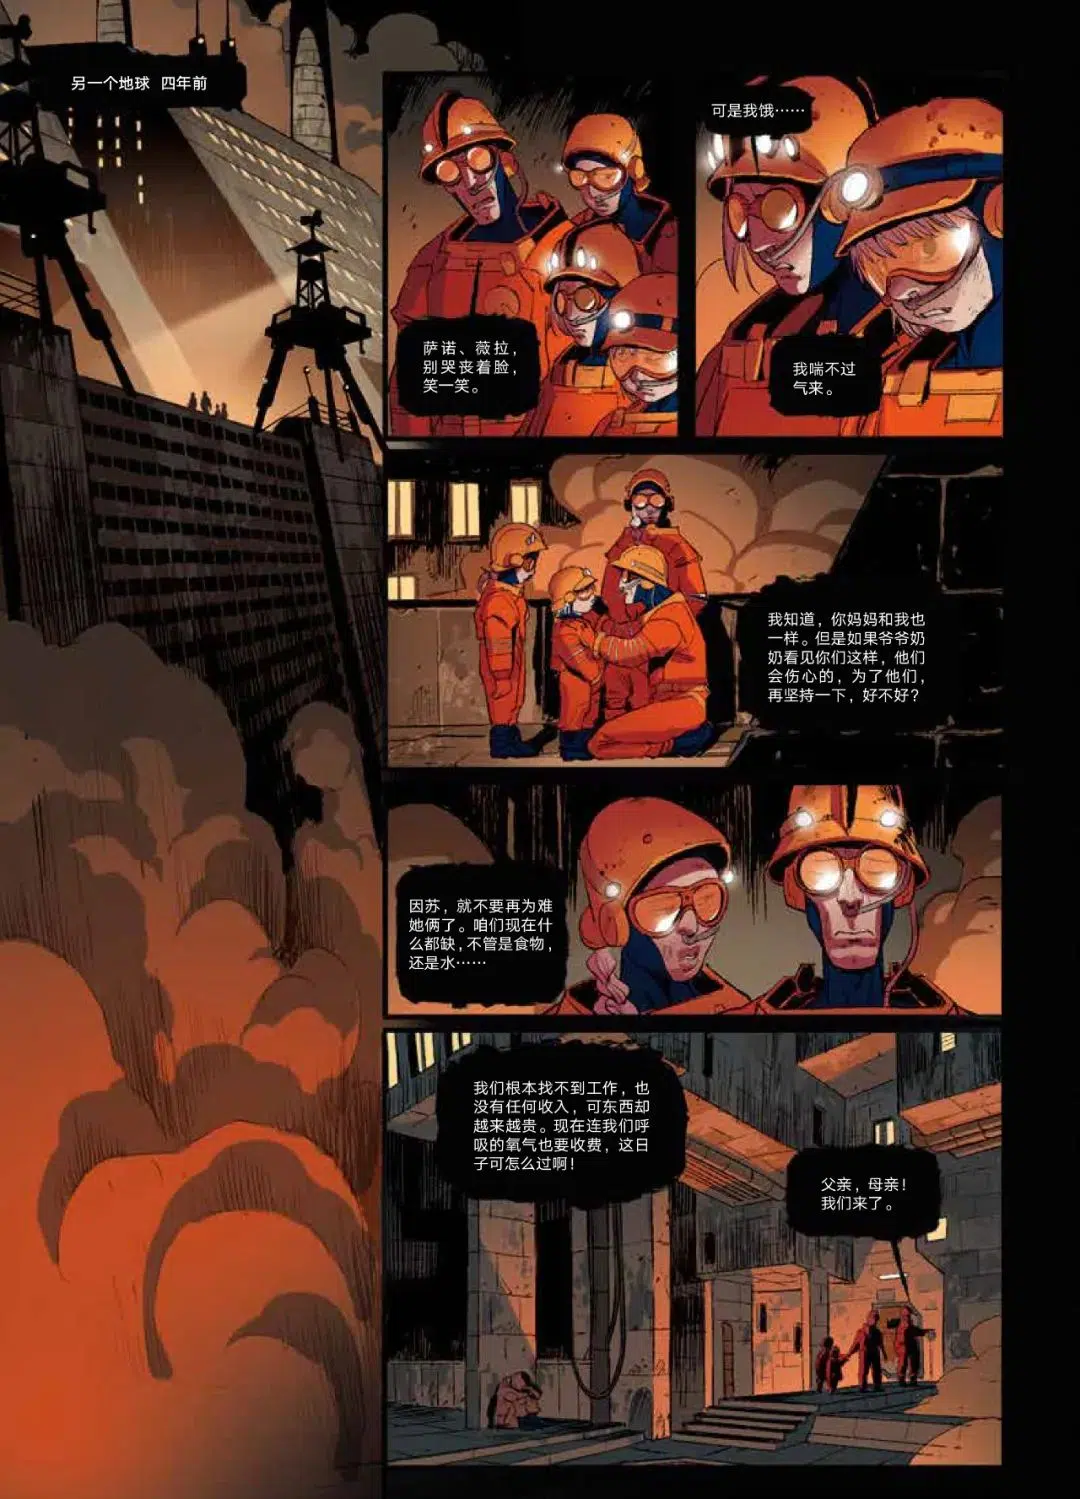 另一个地球 四年前
萨诺、薇拉，
别哭丧着脸，
笑一笑。
可是我饿……
我喘不过
气来。
我知道，你妈妈和我也
一样。但是如果爷爷奶
奶看见你们这样，他们
会伤心的，为了他们，
再坚持一下，好不好？
因苏，就不要再为难
她俩了。咱们现在什
么都缺，不管是食物，
还是水……
我们根本找不到工作，也
没有任何收入，可东西却
越来越贵。现在连我们呼
吸的氧气也要收费，这日
子可怎么过啊！
父亲，母亲！
我们来了。